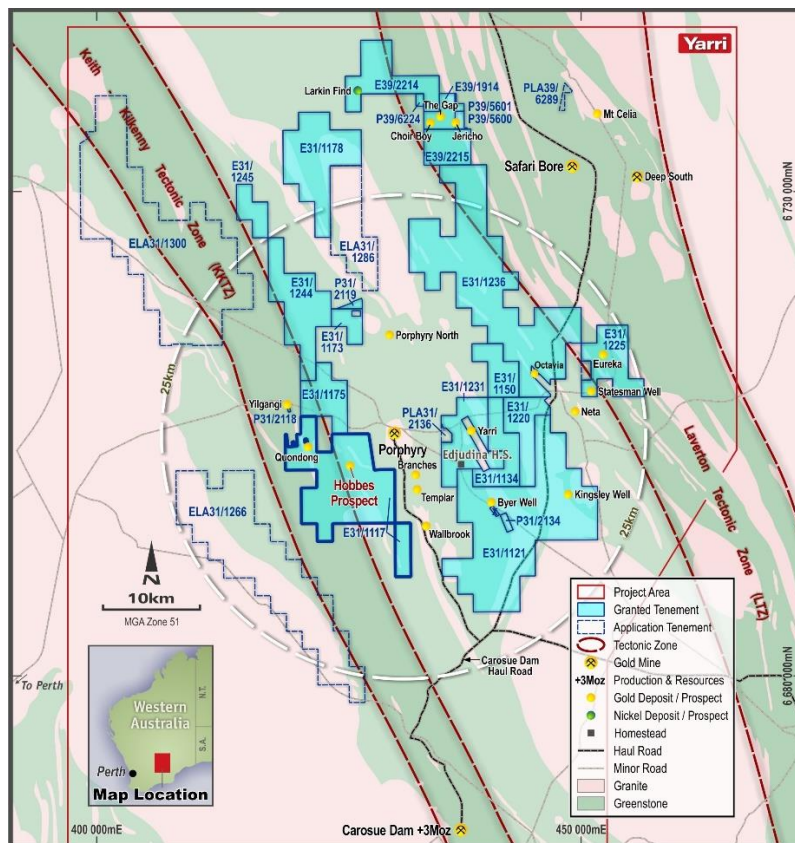 Yarri
Keith - Kilkenny Tectonic Zone (KKTZ)
Larkin Find
E39/2214
E39/1914
The Gap
P39/6224
P39/5601
P39/5600
Choir Boy
Jericho
PLA39/
6289
Mt Celia
E31/1178
E39/2215
Safari Bore
Deep South
E31/
1245
6 730 000mN
ELA31/1300
ELA31/
1286
E31/
1244
P31/
2119
E31/1236
E31/
1173
Porphyry North
E31/
1225
Eureka
25km
E31/1175
E31/1231
E31/
1150
Octavia
Statesman Well
Yilgangi
P31/2118
PLA31/
2136
E31/
1220
Neta
Yarri
Quondong
Porphyry
Edjudina H.S.
Hobbes
Prospect
Branches
E31/1134
Templar
Byer Well
Kingsley Well
Laverton Tectonic Zone (LTZ)
ELA31/1266
P31/2134
Wallbrook
E31/1117
E31/1121
25km
N
10km
MGA Zone 51
Project Area
Granted Tenement
Application Tenement
Tectonic Zone
Gold Mine
+3Moz Production & Resources
Gold Deposit / Prospect
Nickel Deposit / Prospect
Homestead
Haul Road
Minor Road
Granite
Greenstone
Carosue Dam
Haul Road
To Perth
6 680 000mN
Western
Australia
N.T.
S.A.
Perth
Map Location
400 000mE
Carosue Dam +3Moz
450 000mE